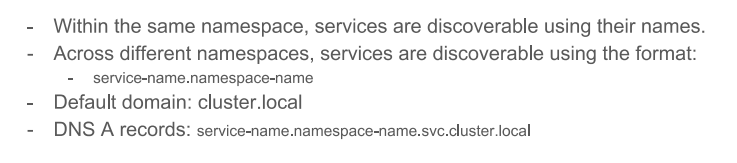 - Within the same namespace, services are discoverable using their names.
- Across different namespaces, services are discoverable using the format:
- service-name.namespace-name
- Default domain: cluster.local
- DNS A records: service-name.namespace-name.svc.cluster.local